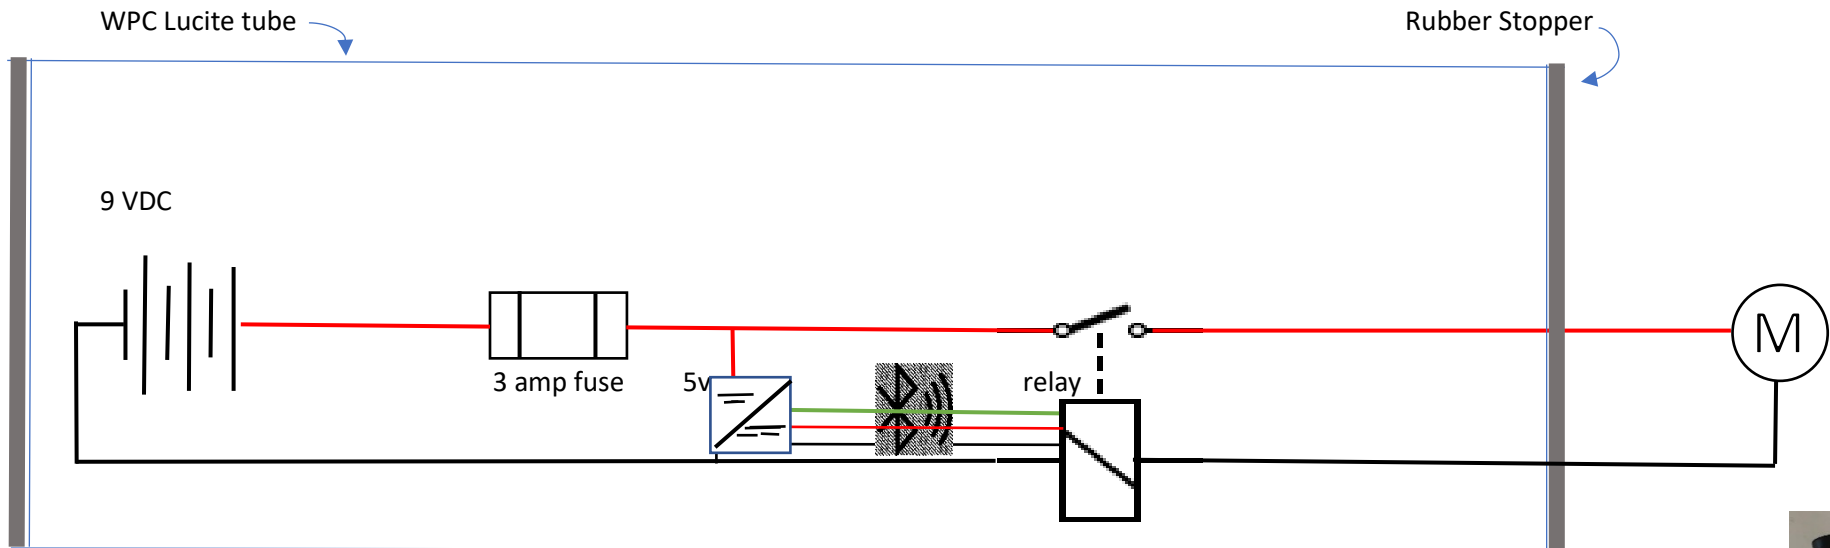 WPC Lucite tube
Rubber Stopper
9 VDC
3 amp fuse
5v
relay
M